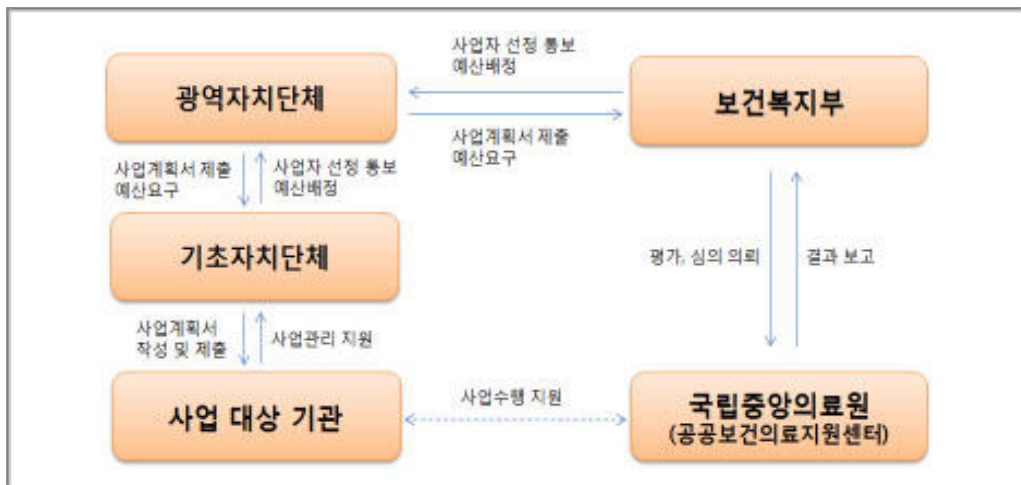 사업자 선정 통보
예산배정
광역자치단체
보건복지부
사업계획서 제출
예산요구
사업계획서 제출
예산요구
사업자 선정 통보
예산배정
기초자치단체
평가, 심의 의뢰
결과 보고
사업계획서
작성 및 제출
사업관리 지원
사업 대상 기관
사업수행 지원
국립중앙의료원
(공공보건의료지원센터)